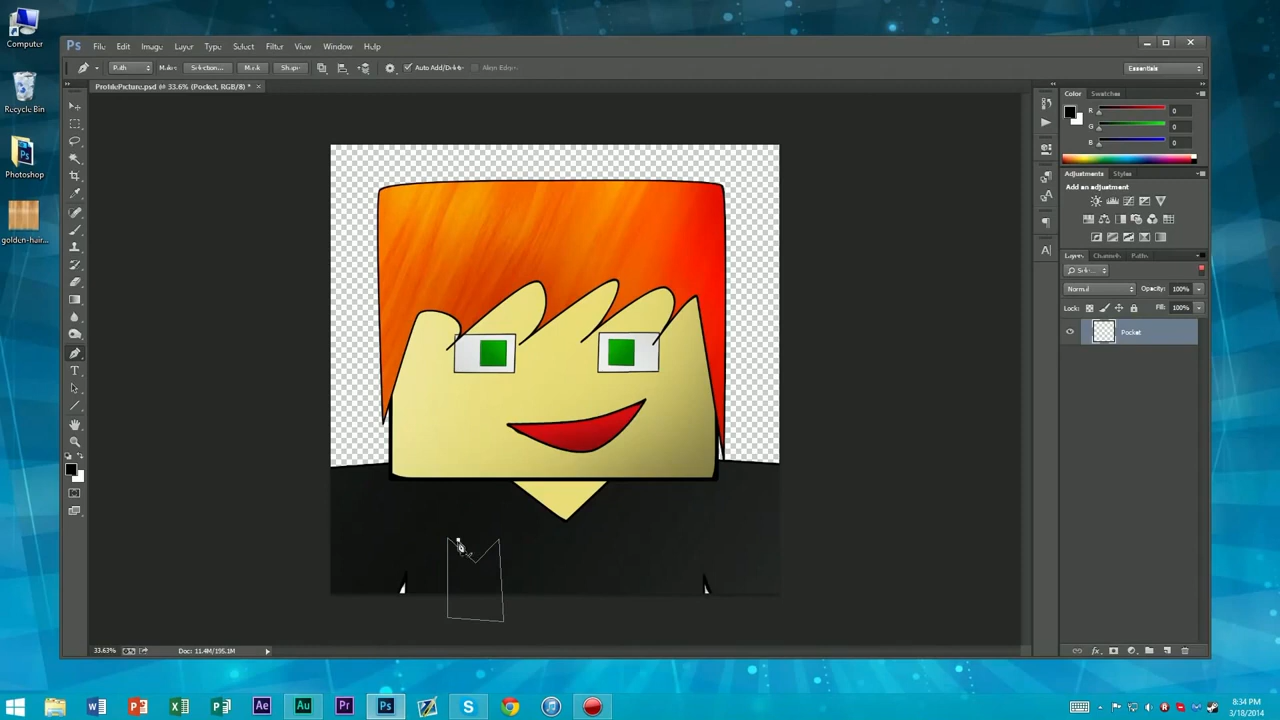 Computer
Recycle Bin
Photoshop
golden-hair...
Ps File Edit Image Layer Type Select Filter View Window Help
Path Make: Selection... Mask Shape Auto Add/Delete Align Edges Essentials
ProfilePicture.psd @ 33.6% (Pocket, RGB/8) * ×
Color Swatches
R 0
G 0
B 0
Adjustments Styles
Add an adjustment
Layers Channels Paths
Normal Opacity: 100%
Lock: Fill: 100%
Pocket
33.63% Doc: 11.4M/195.1M
8:34 PM
3/18/2014